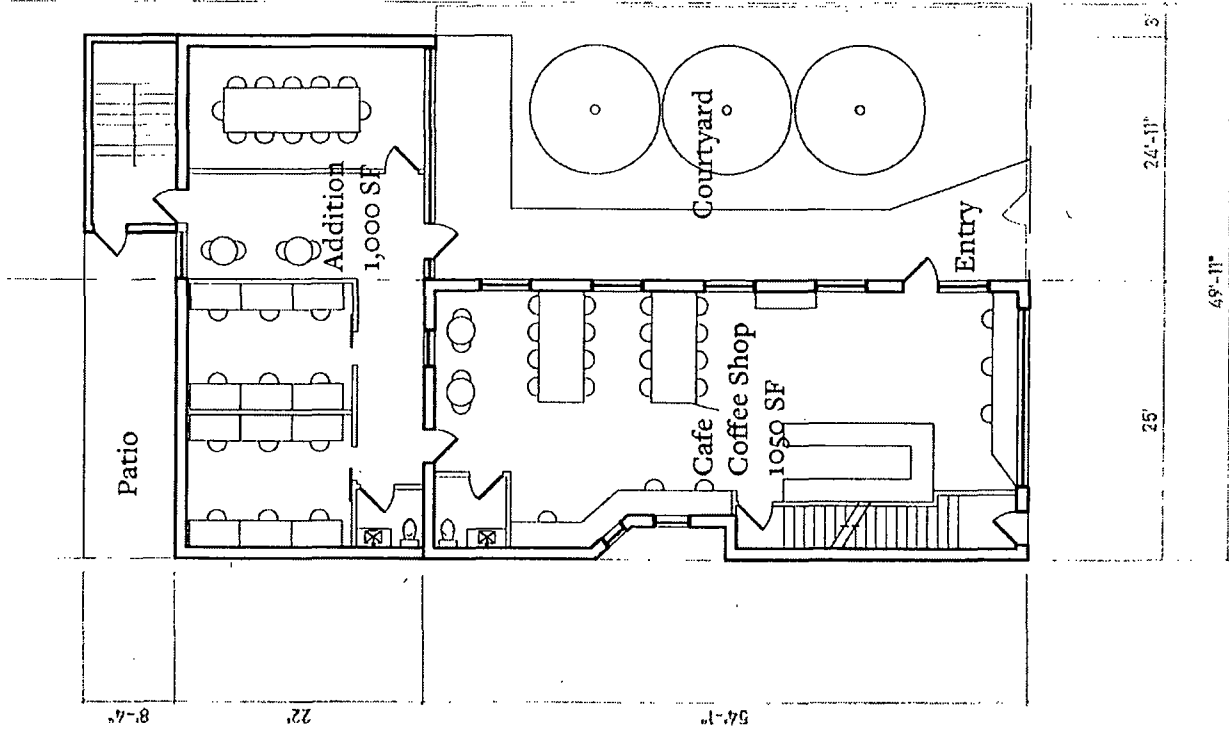 Patio
Addition
1,000 SF
Courtyard
Entry
Cafe
Coffee Shop
1050 SF
3'
24'-11"
25'
49'-11"
8'-4"
22'
54'-1"